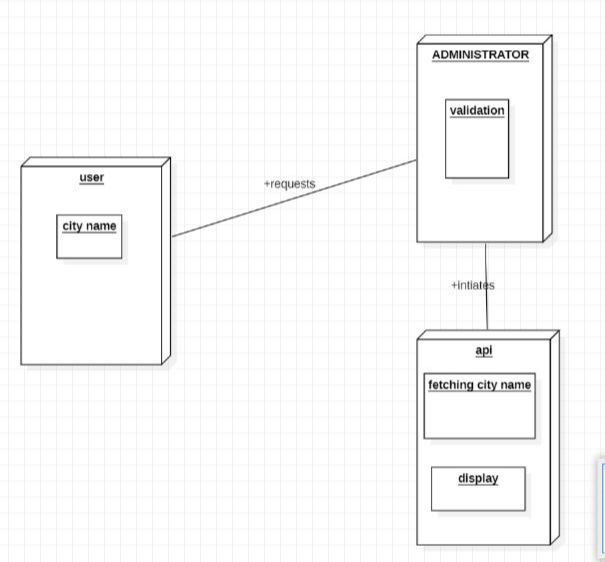 ADMINISTRATOR
validation
user
+requests
city name
+intiates
api
fetching city name
display